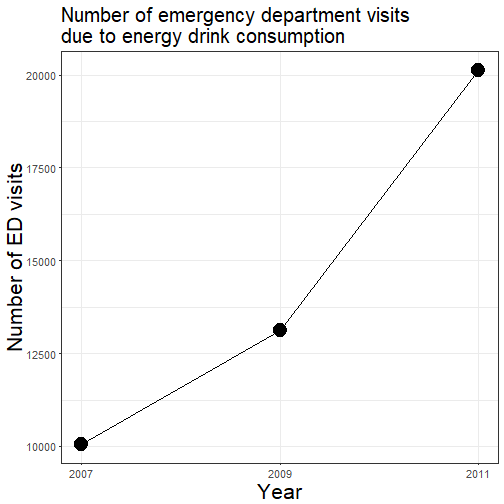 Number of emergency department visits
due to energy drink consumption
Number of ED visits
20000
17500
15000
12500
10000
2007
2009
2011
Year